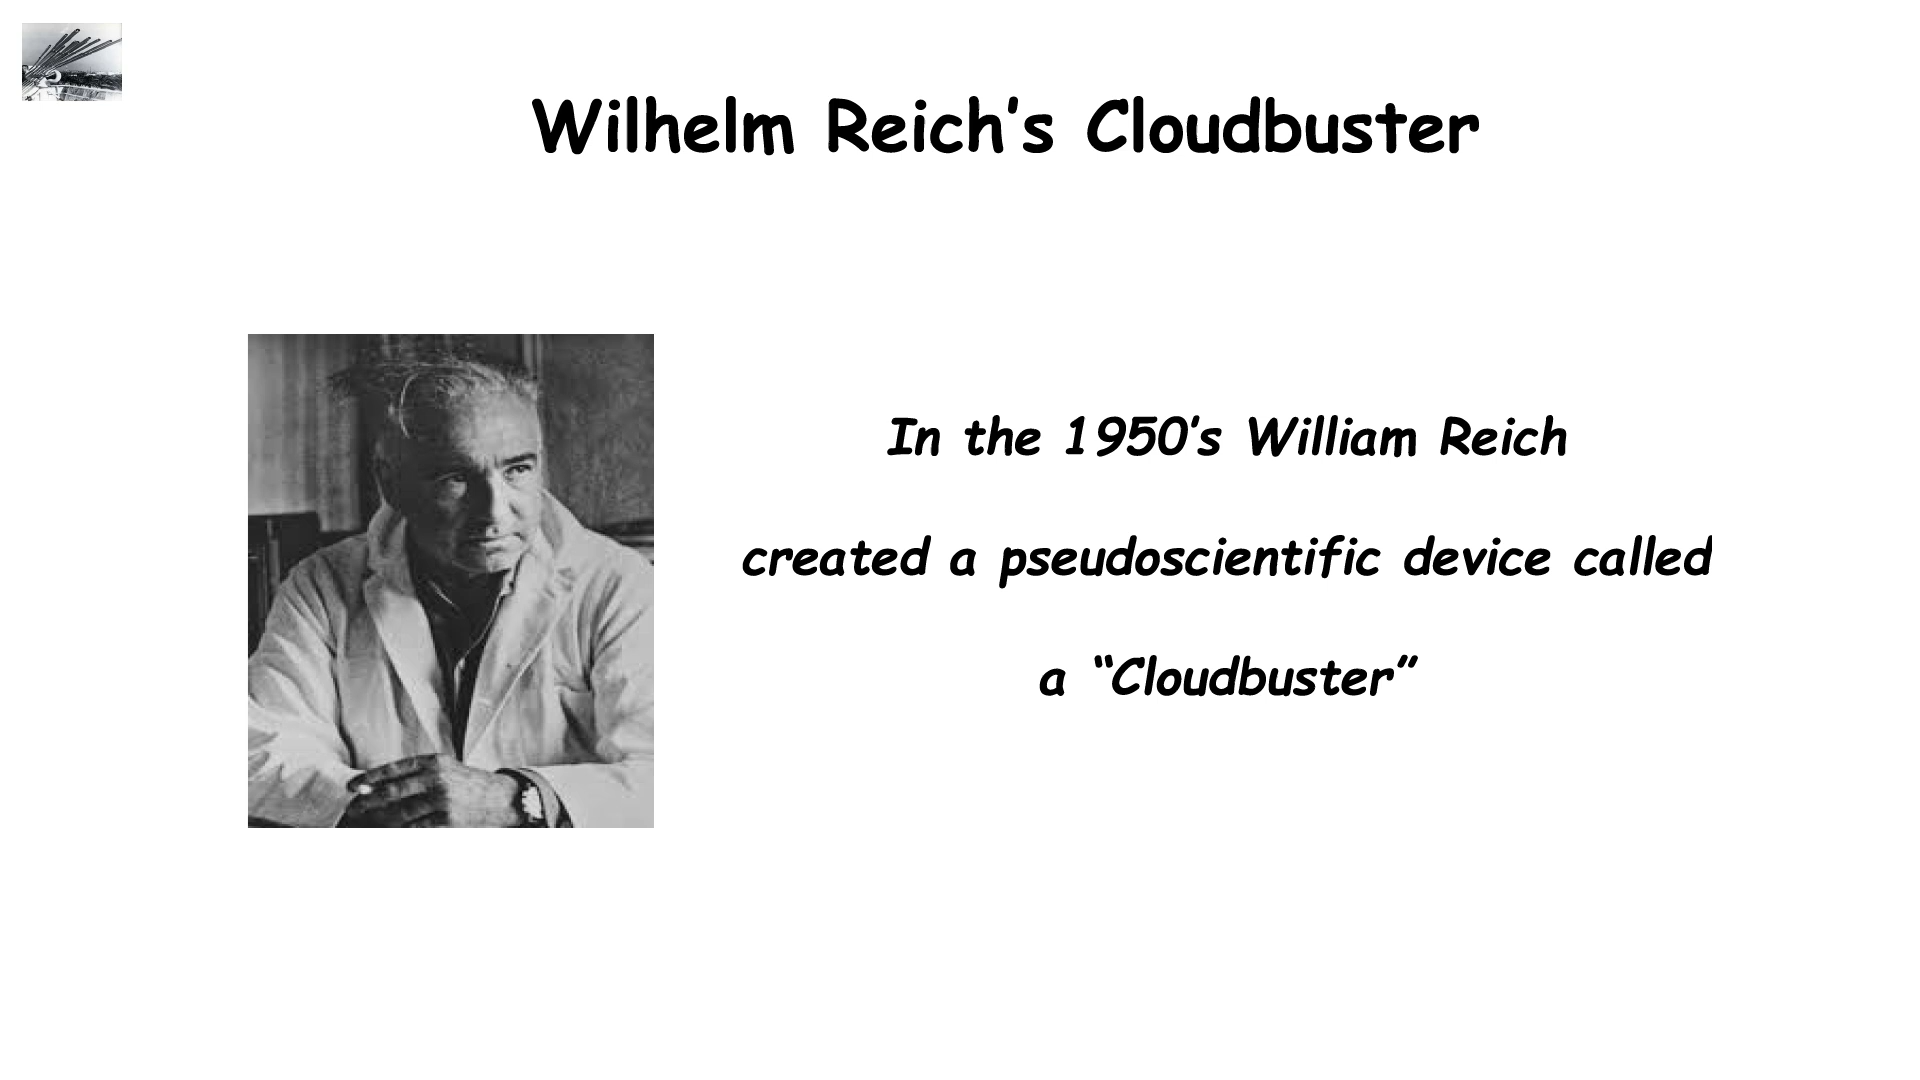 Wilhelm Reich’s Cloudbuster
In the 1950’s William Reich
created a pseudoscientific device called
a “Cloudbuster”